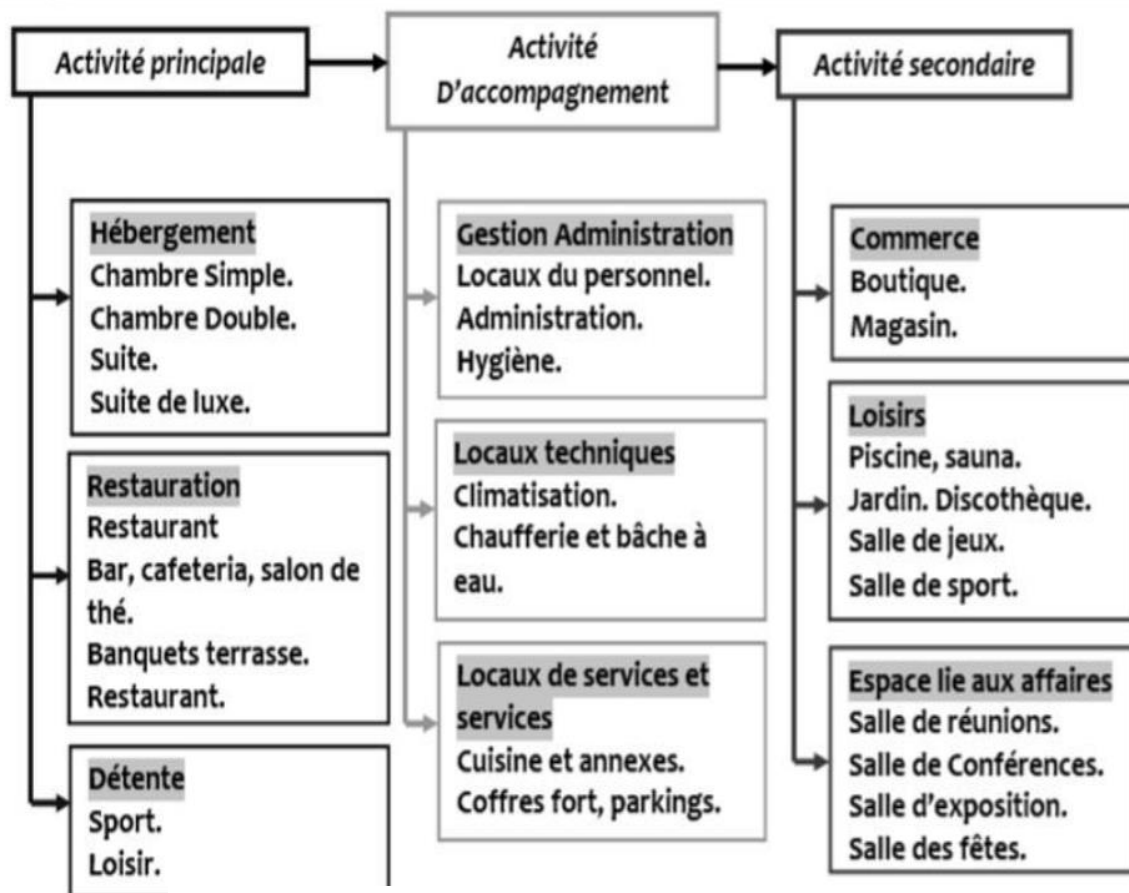 Activité principale
Activité
D'accompagnement
Activité secondaire
Hébergement
Chambre Simple.
Chambre Double.
Suite.
Suite de luxe.
Restauration
Restaurant
Bar, cafeteria, salon de
thé.
Banquets terrasse.
Restaurant.
Détente
Sport.
Loisir.
Gestion Administration
Locaux du personnel.
Administration.
Hygiène.
Locaux techniques
Climatisation.
Chaufferie et bâche à
eau.
Locaux de services et
services
Cuisine et annexes.
Coffres fort, parkings.
Commerce
Boutique.
Magasin.
Loisirs
Piscine, sauna.
Jardin. Discothèque.
Salle de jeux.
Salle de sport.
Espace lie aux affaires
Salle de réunions.
Salle de Conférences.
Salle d'exposition.
Salle des fêtes.